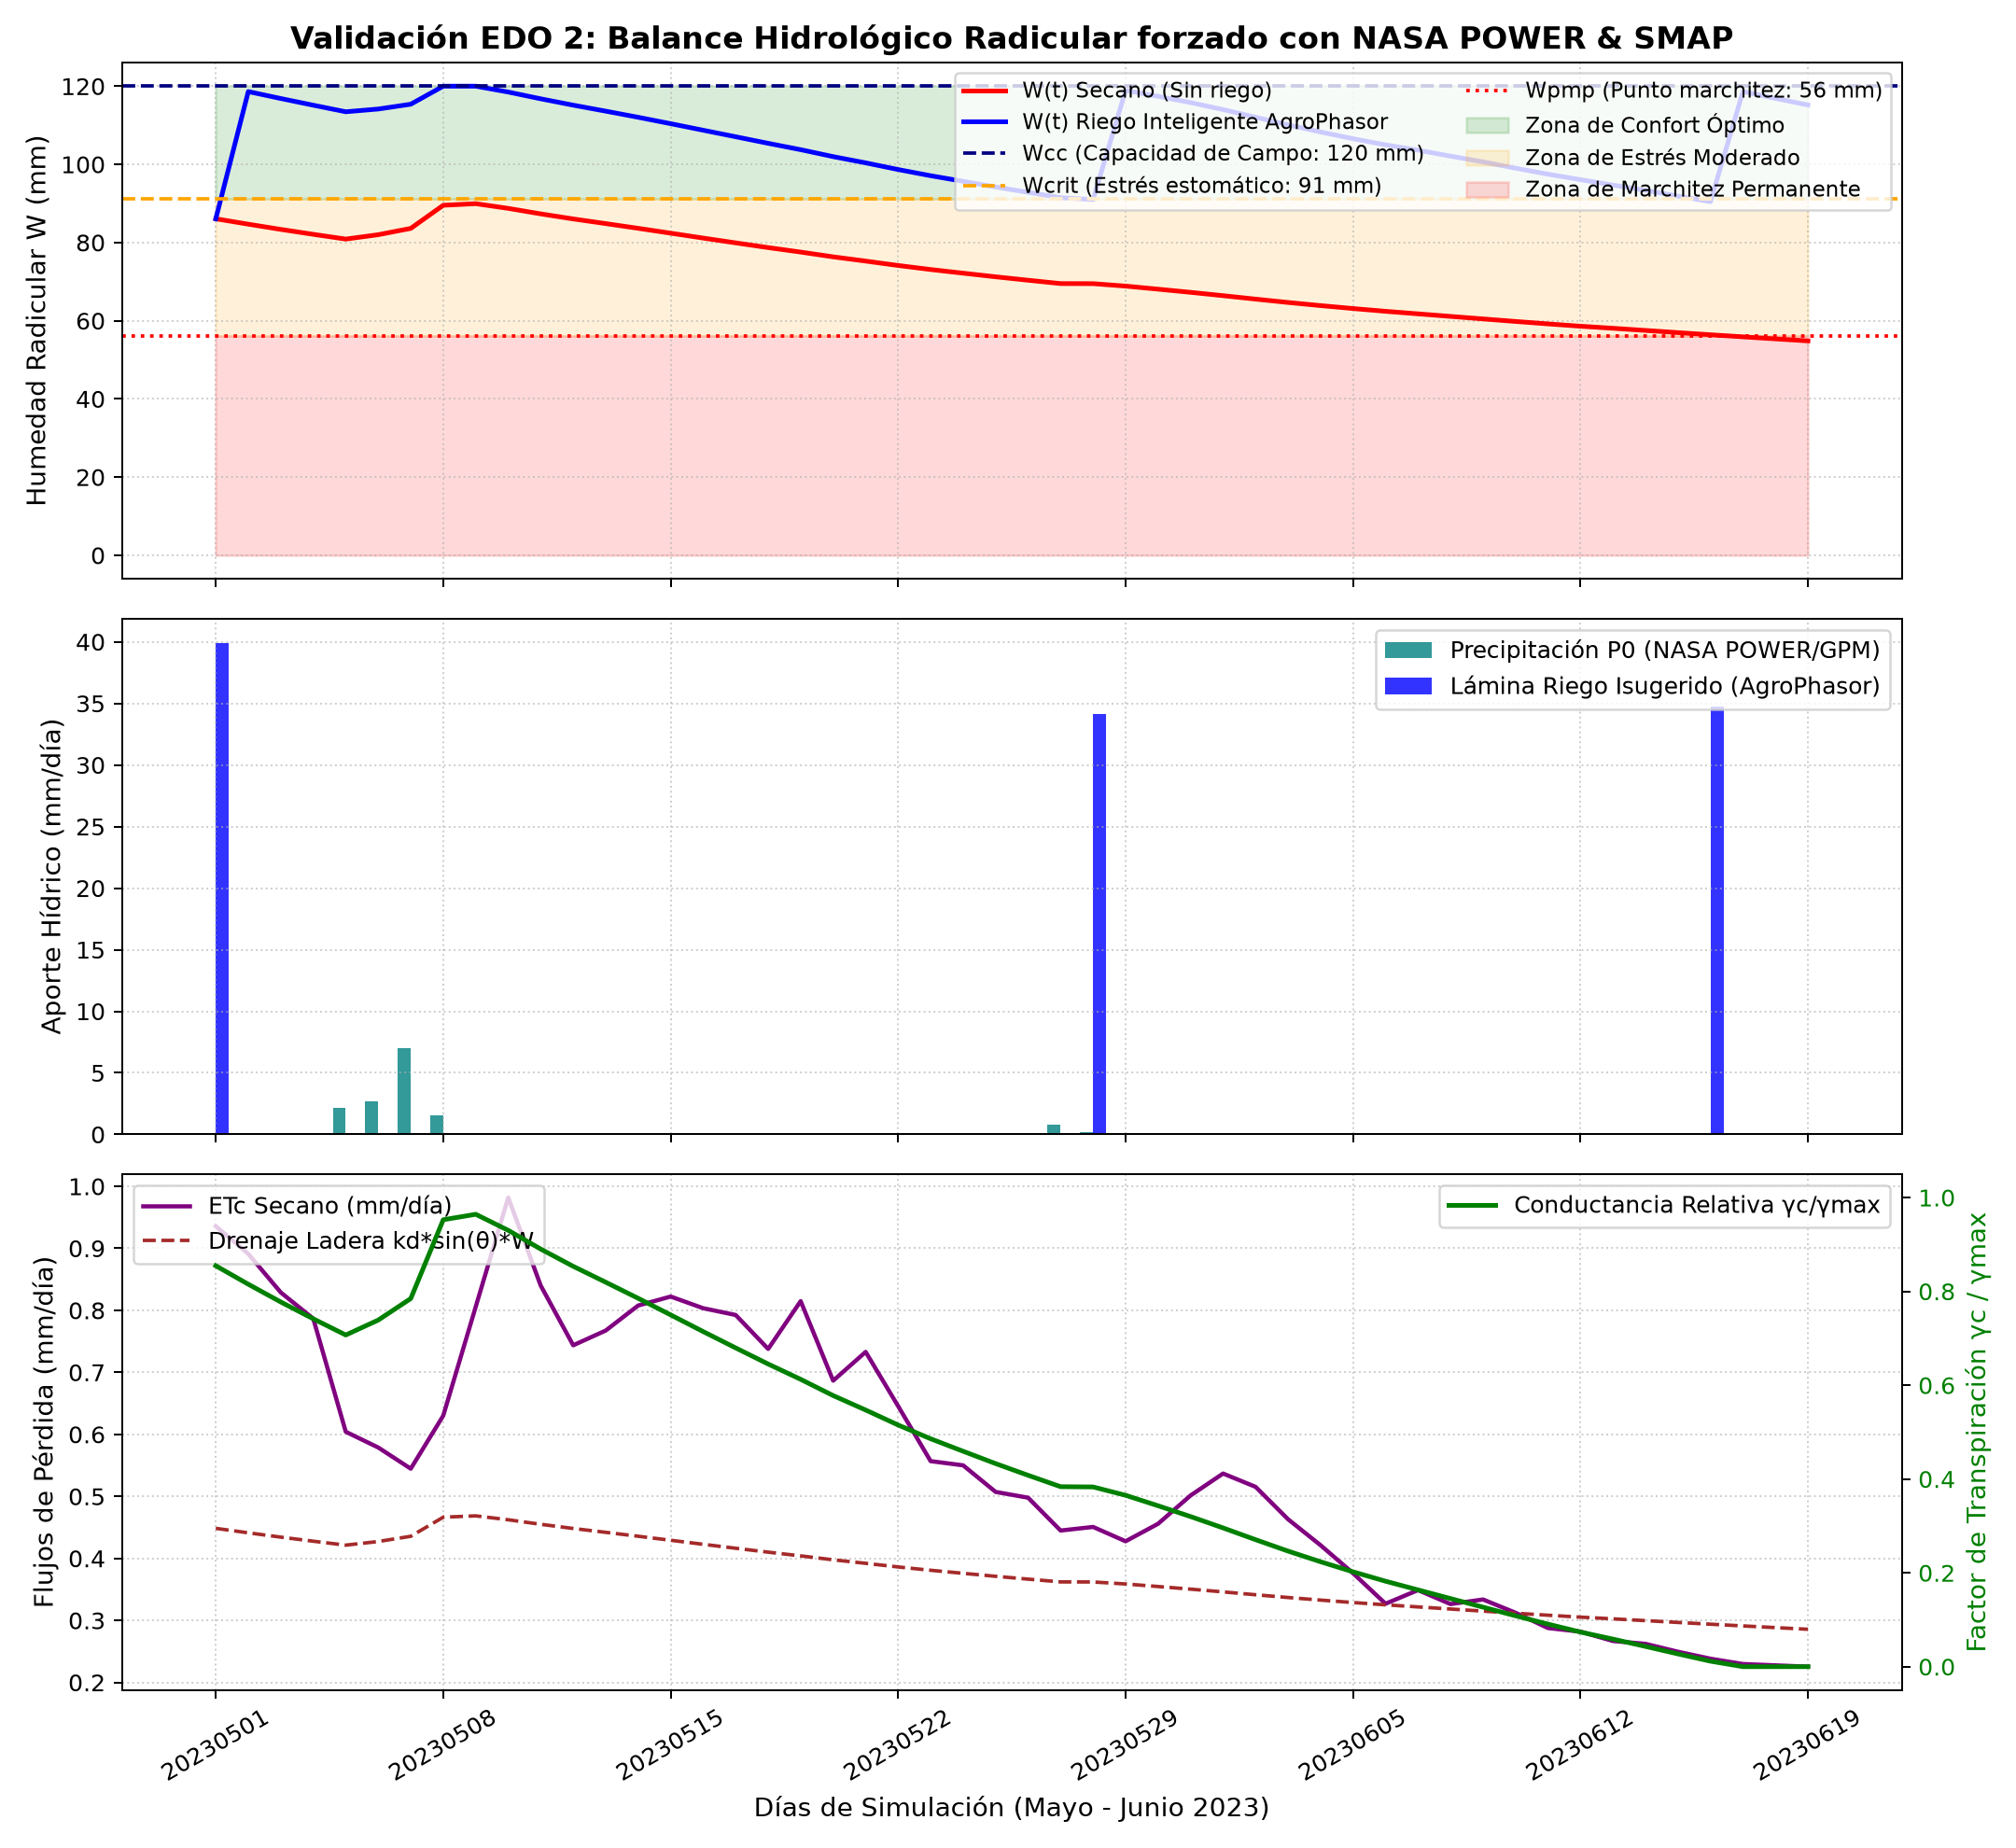 Validación EDO 2: Balance Hidrológico Radicular forzado con NASA POWER & SMAP
Humedad Radicular W (mm)
120
100
80
60
40
20
0
W(t) Secano (Sin riego)
W(t) Riego Inteligente AgroPhasor
Wcc (Capacidad de Campo: 120 mm)
Wcrit (Estrés estomático: 91 mm)
Wpmp (Punto marchitez: 56 mm)
Zona de Confort Óptimo
Zona de Estrés Moderado
Zona de Marchitez Permanente
Aporte Hídrico (mm/día)
40
35
30
25
20
15
10
5
0
Precipitación P0 (NASA POWER/GPM)
Lámina Riego Isugerido (AgroPhasor)
Flujos de Pérdida (mm/día)
1.0
0.9
0.8
0.7
0.6
0.5
0.4
0.3
0.2
ETc Secano (mm/día)
Drenaje Ladera kd*sin(θ)*W
Conductancia Relativa γc/γmax
1.0
0.8
0.6
0.4
0.2
0.0
Factor de Transpiración γc / γmax
20230501
20230508
20230515
20230522
20230529
20230605
20230612
20230619
Días de Simulación (Mayo - Junio 2023)